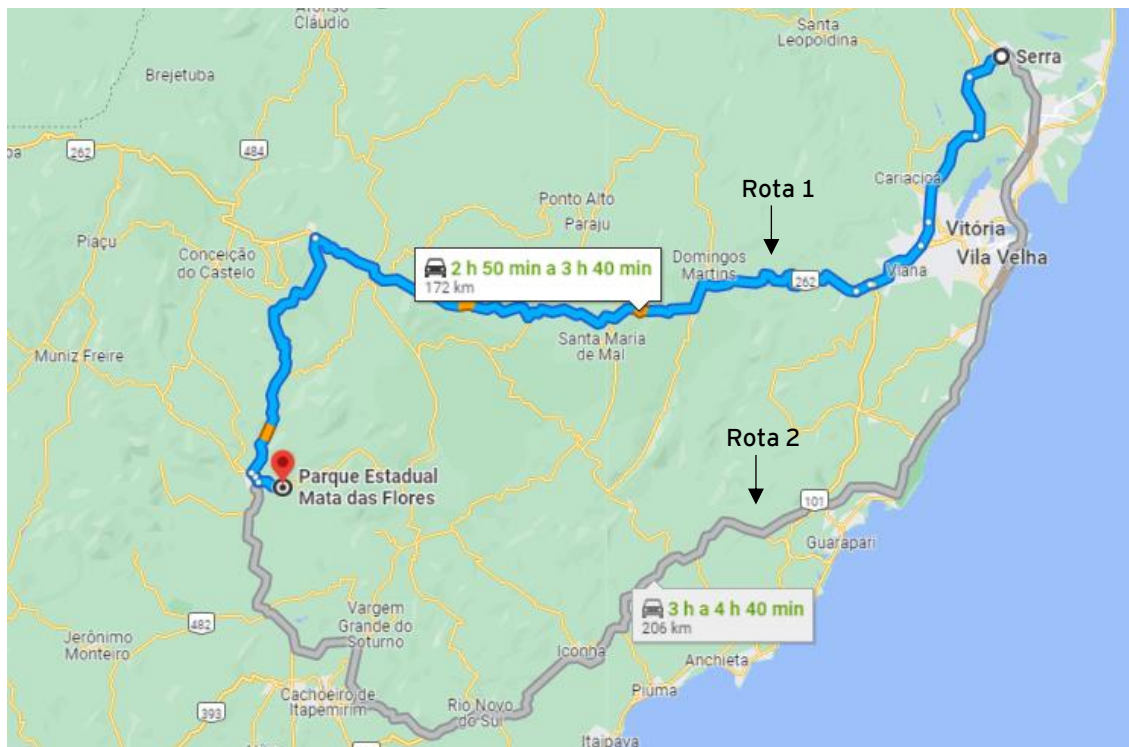 Afonso
Cláudio
Santa
Leopoldina
Serra
Brejetuba
262
484
Cariacica
Rota 1
Ponto Alto
Paraju
Vitória
Vila Velha
Piaçu
Conceição
do Castelo
2 h 50 min a 3 h 40 min
172 km
Domingos
Martins
262
Viana
Santa Maria
de Mal
Muniz Freire
Rota 2
Parque Estadual
Mata das Flores
101
Guarapari
3 h a 4 h 40 min
206 km
Vargem
Grande do
Soturno
482
Jerônimo
Monteiro
Iconha
Anchieta
Piúma
Cachoeiro de
Itapemirim
Rio Novo
do Sul
393
Itaipava